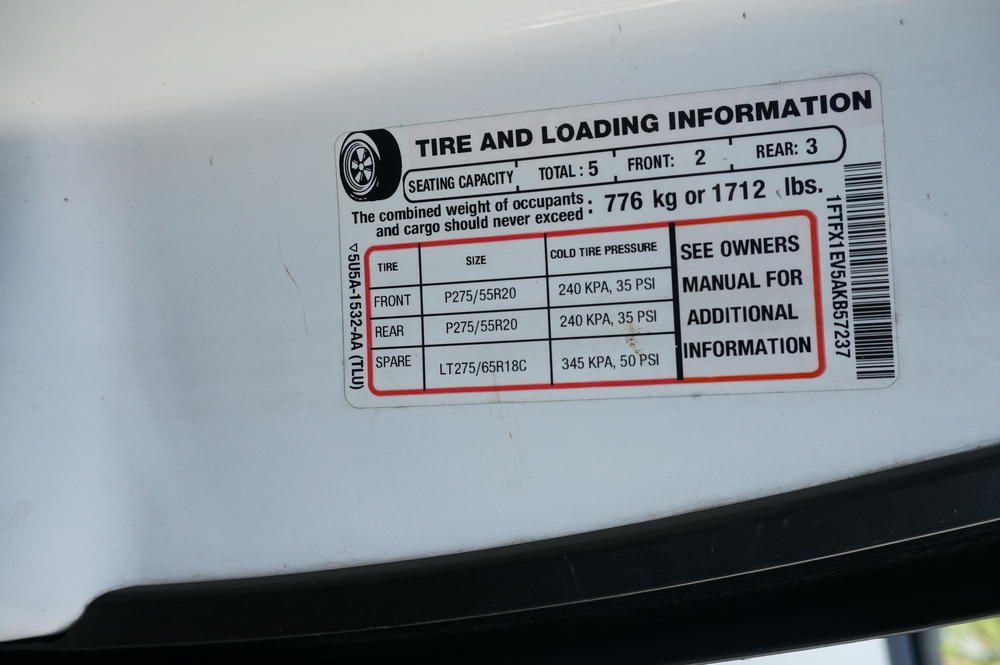 TIRE AND LOADING INFORMATION
SEATING CAPACITY TOTAL : 5 FRONT: 2 REAR: 3
The combined weight of occupants
and cargo should never exceed : 776 kg or 1712 lbs.
TIRE SIZE COLD TIRE PRESSURE
FRONT P275/55R20 240 KPA, 35 PSI
REAR P275/55R20 240 KPA, 35 PSI
SPARE LT275/65R18C 345 KPA, 50 PSI
SEE OWNERS
MANUAL FOR
ADDITIONAL
INFORMATION
▽5U5A-1532-AA (TLU)
1FTFX1EV5AKB57237